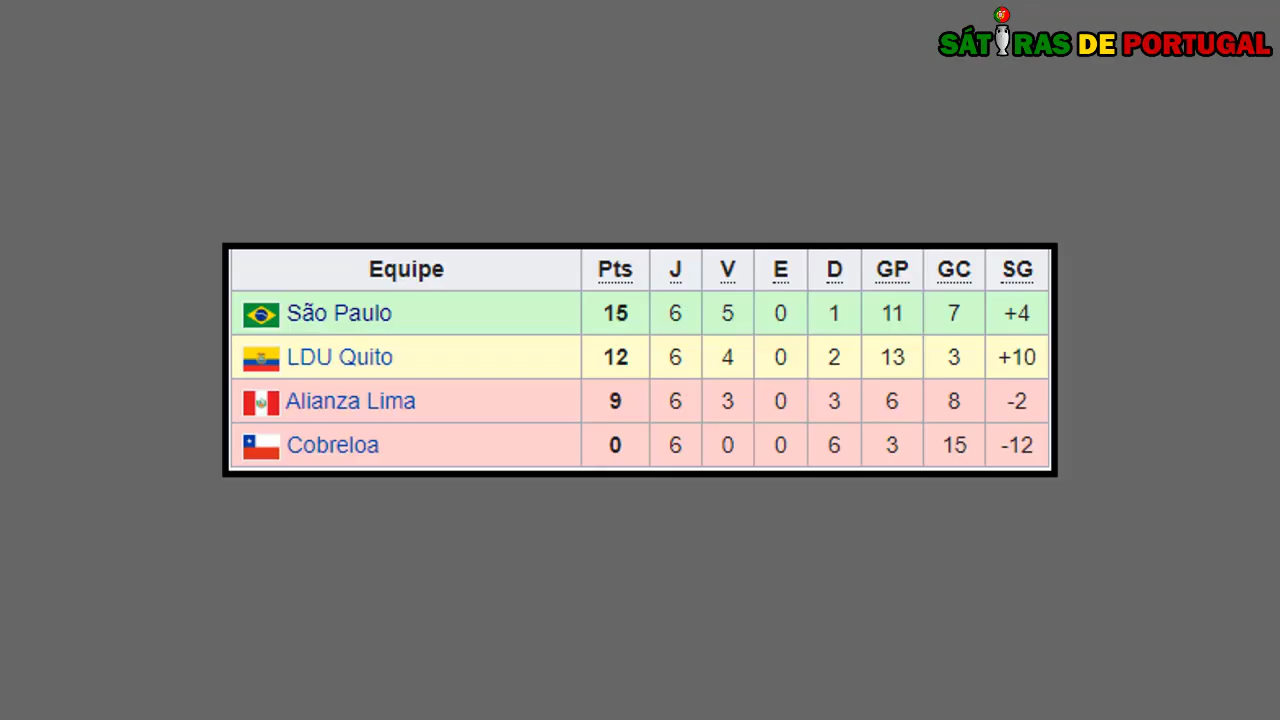 SÁTIRAS DE PORTUGAL
Equipe Pts J V E D GP GC SG
São Paulo 15 6 5 0 1 11 7 +4
LDU Quito 12 6 4 0 2 13 3 +10
Alianza Lima 9 6 3 0 3 6 8 -2
Cobreloa 0 6 0 0 6 3 15 -12